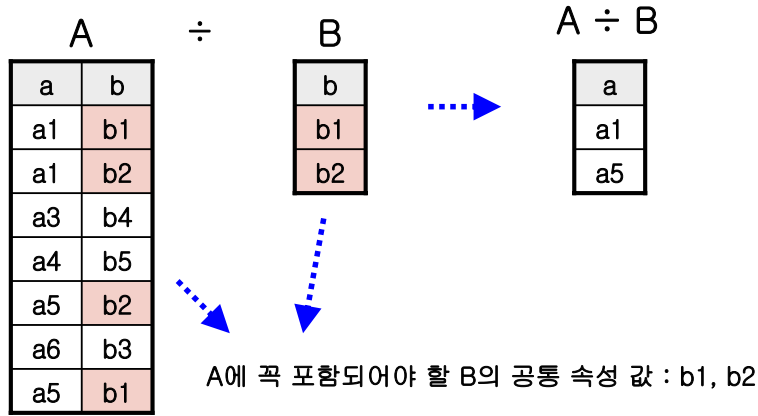 A ÷ B A ÷ B
a b
a1 b1
a1 b2
a3 b4
a4 b5
a5 b2
a6 b3
a5 b1
b
b1
b2
a
a1
a5
A에 꼭 포함되어야 할 B의 공통 속성 값 : b1, b2